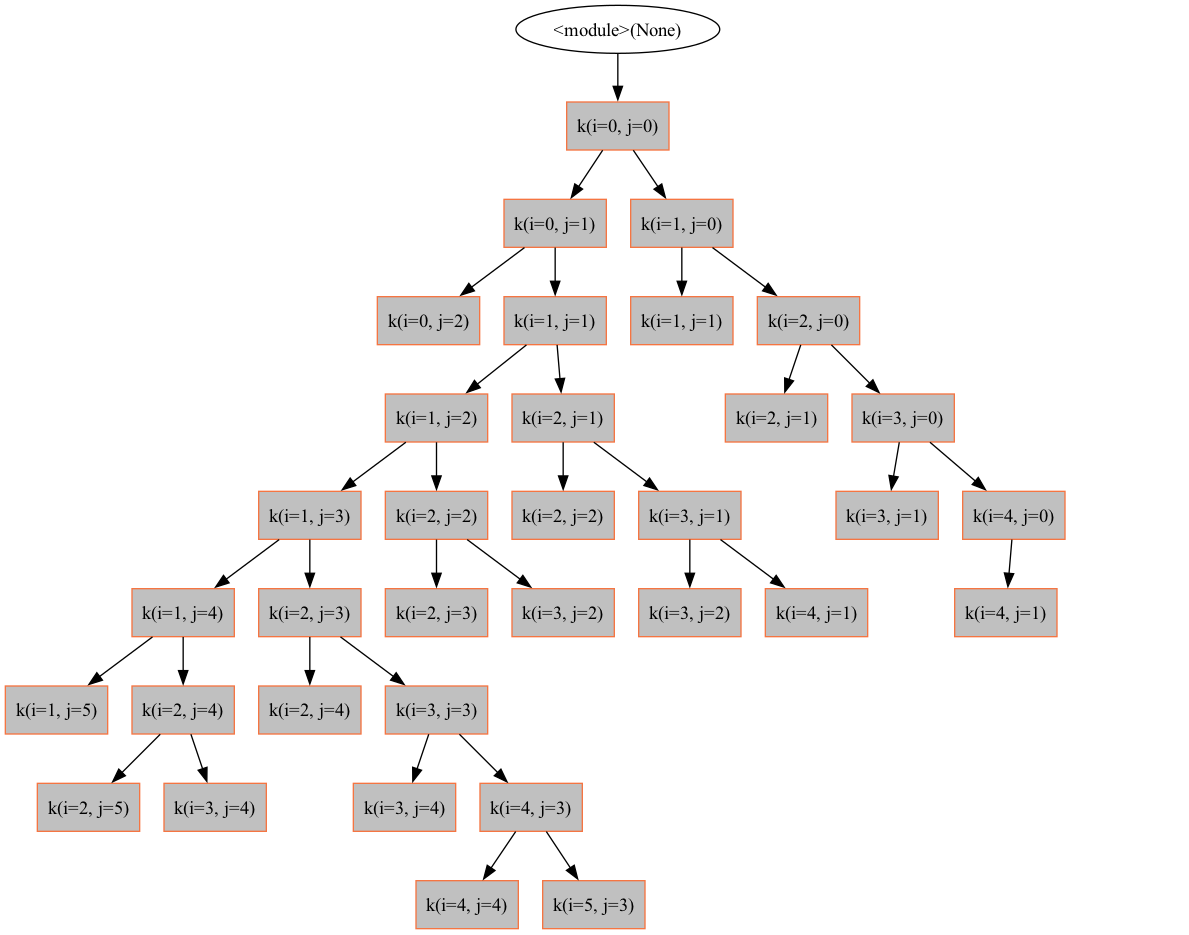 <module>(None)
k(i=0, j=0)
k(i=0, j=1)
k(i=1, j=0)
k(i=0, j=2)
k(i=1, j=1)
k(i=1, j=1)
k(i=2, j=0)
k(i=1, j=2)
k(i=2, j=1)
k(i=2, j=1)
k(i=3, j=0)
k(i=1, j=3)
k(i=2, j=2)
k(i=2, j=2)
k(i=3, j=1)
k(i=3, j=1)
k(i=4, j=0)
k(i=1, j=4)
k(i=2, j=3)
k(i=2, j=3)
k(i=3, j=2)
k(i=3, j=2)
k(i=4, j=1)
k(i=4, j=1)
k(i=1, j=5)
k(i=2, j=4)
k(i=2, j=4)
k(i=3, j=3)
k(i=2, j=5)
k(i=3, j=4)
k(i=3, j=4)
k(i=4, j=3)
k(i=4, j=4)
k(i=5, j=3)